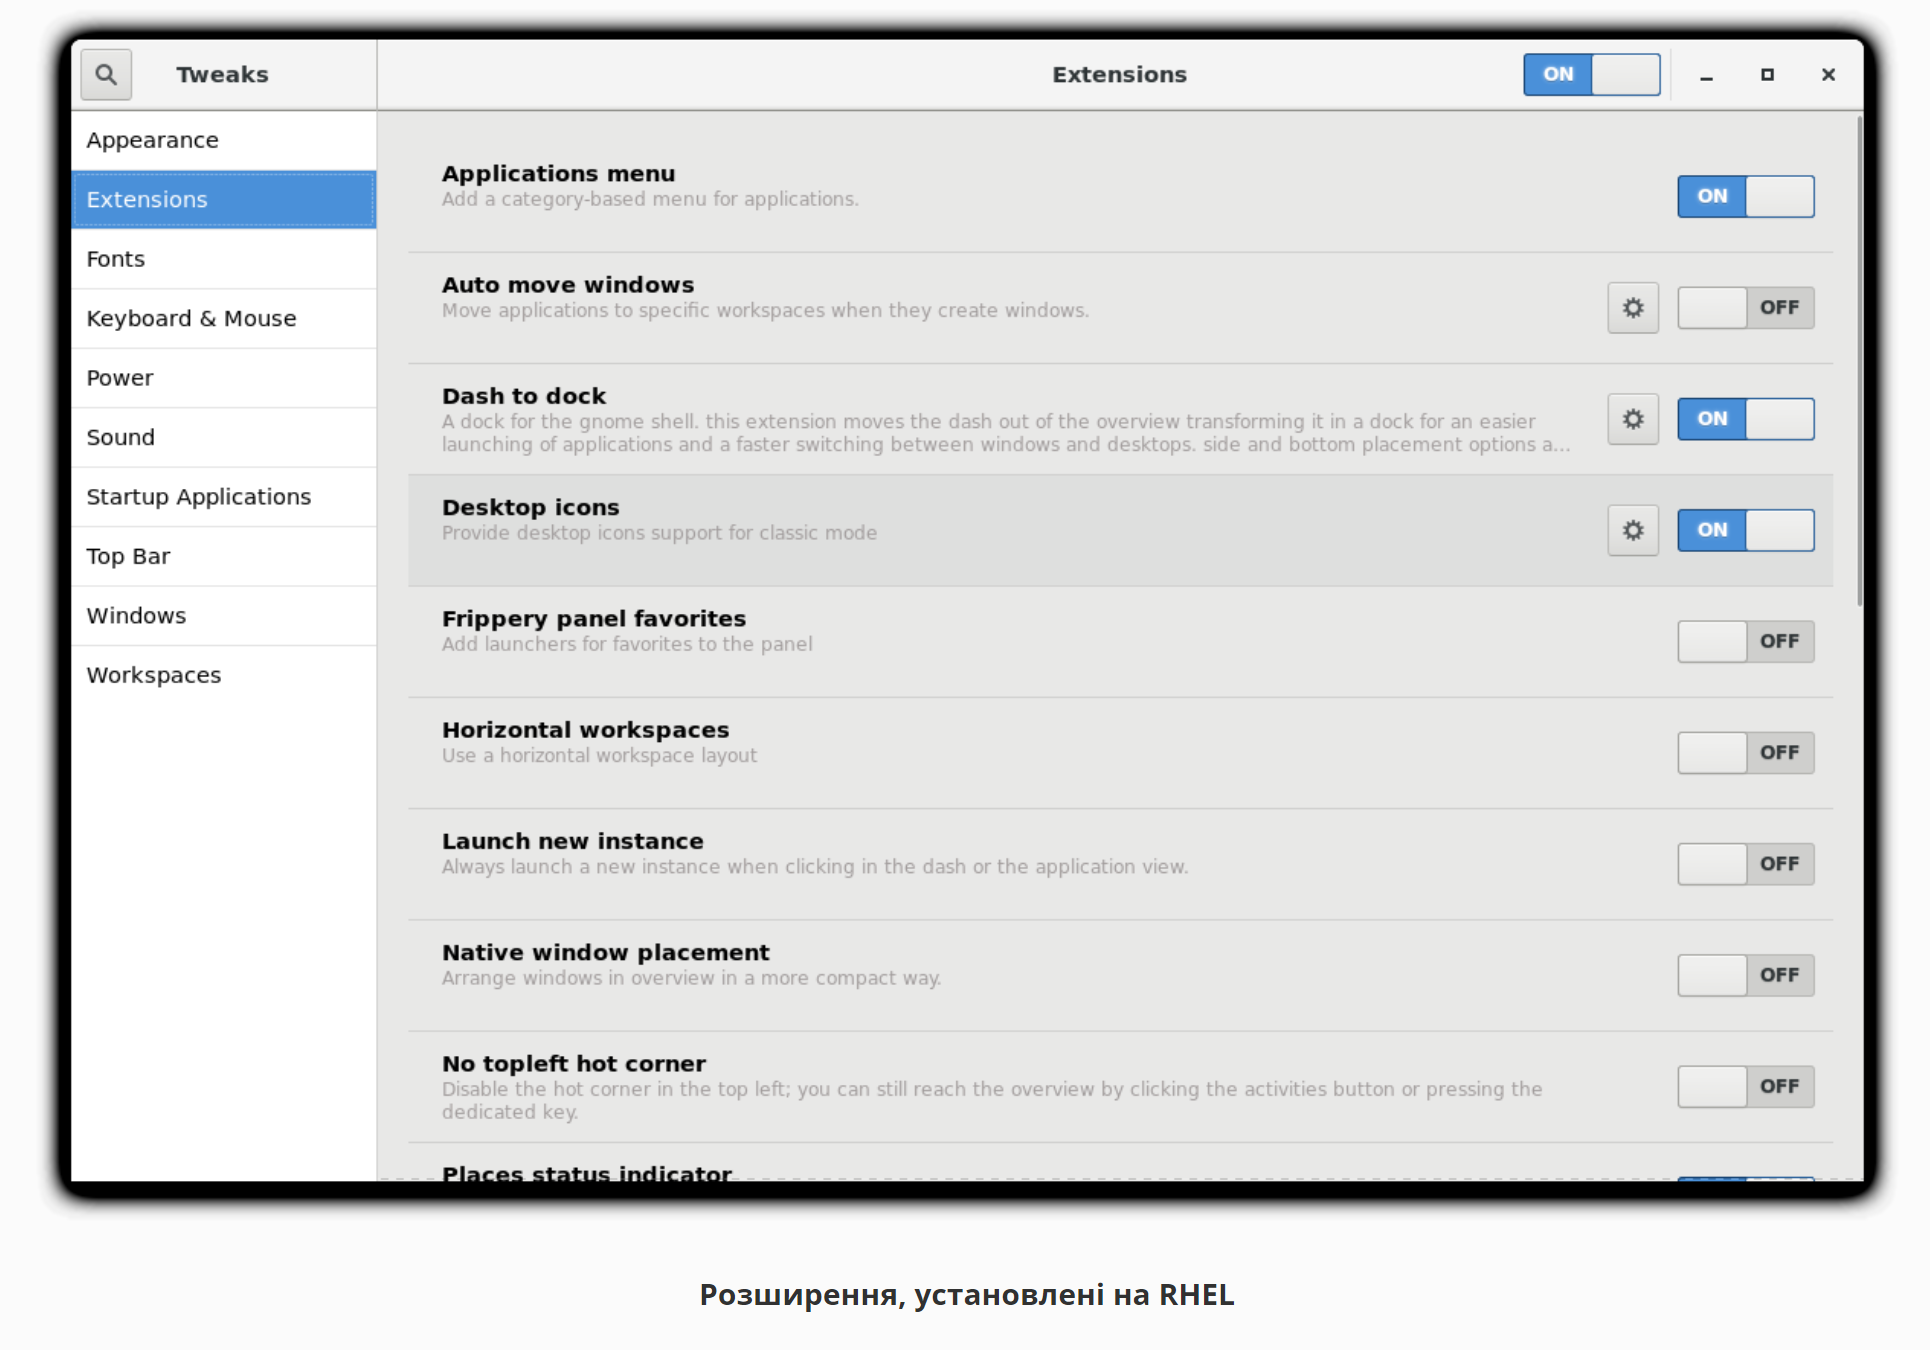 Tweaks
Extensions
ON
Appearance
Extensions
Fonts
Keyboard & Mouse
Power
Sound
Startup Applications
Top Bar
Windows
Workspaces
Applications menu
Add a category-based menu for applications.
ON
Auto move windows
Move applications to specific workspaces when they create windows.
OFF
Dash to dock
A dock for the gnome shell. this extension moves the dash out of the overview transforming it in a dock for an easier
launching of applications and a faster switching between windows and desktops. side and bottom placement options a...
ON
Desktop icons
Provide desktop icons support for classic mode
ON
Frippery panel favorites
Add launchers for favorites to the panel
OFF
Horizontal workspaces
Use a horizontal workspace layout
OFF
Launch new instance
Always launch a new instance when clicking in the dash or the application view.
OFF
Native window placement
Arrange windows in overview in a more compact way.
OFF
No topleft hot corner
Disable the hot corner in the top left; you can still reach the overview by clicking the activities button or pressing the
dedicated key.
OFF
Places status indicator
Розширення, установлені на RHEL